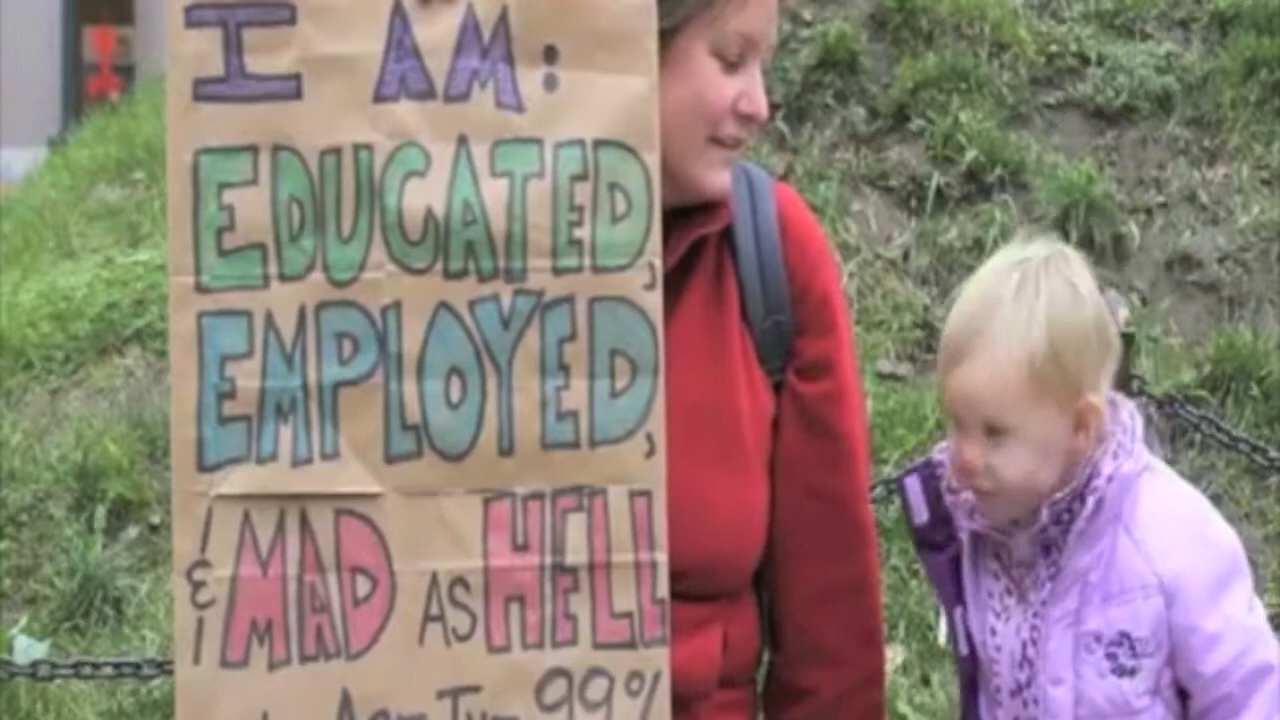 I AM:
EDUCATED,
EMPLOYED,
& MAD AS HELL
99%